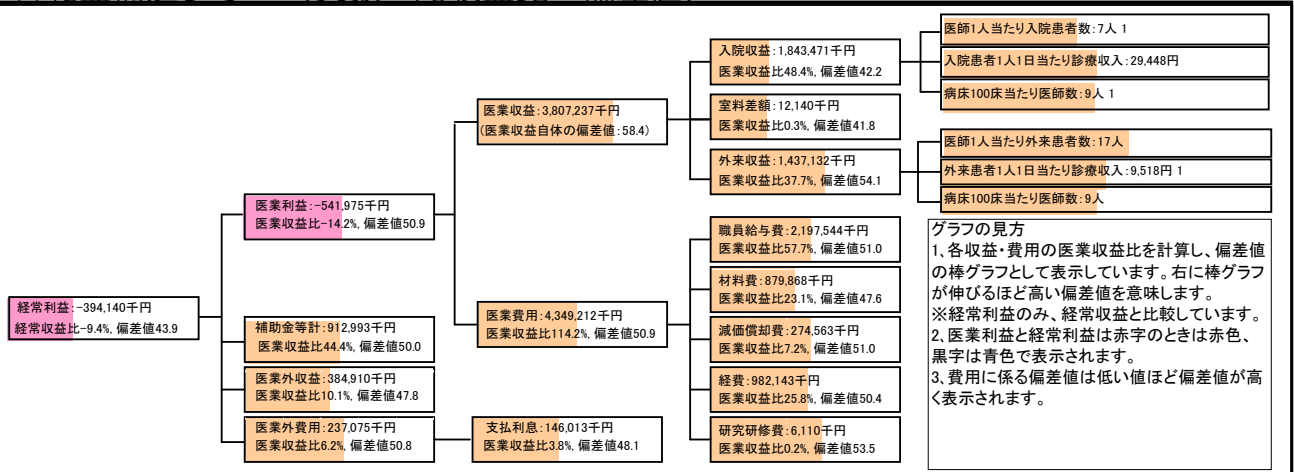 経常利益:-394,140千円
経常収益比-9.4%, 偏差値43.9
医業利益:-541,975千円
医業収益比-14.2%, 偏差値50.9
補助金等計:912,993千円
医業収益比44.4%, 偏差値50.0
医業外収益:384,910千円
医業収益比10.1%, 偏差値47.8
医業外費用:237,075千円
医業収益比6.2%, 偏差値50.8
支払利息:146,013千円
医業収益比3.8%, 偏差値48.1
医業収益:3,807,237千円
(医業収益自体の偏差値:58.4)
医業費用:4,349,212千円
医業収益比114.2%, 偏差値50.9
入院収益:1,843,471千円
医業収益比48.4%, 偏差値42.2
室料差額:12,140千円
医業収益比0.3%, 偏差値41.8
外来収益:1,437,132千円
医業収益比37.7%, 偏差値54.1
職員給与費:2,197,544千円
医業収益比57.7%, 偏差値51.0
材料費:879,868千円
医業収益比23.1%, 偏差値47.6
減価償却費:274,563千円
医業収益比7.2%, 偏差値51.0
経費:982,143千円
医業収益比25.8%, 偏差値50.4
研究研修費:6,110千円
医業収益比0.2%, 偏差値53.5
医師1人当たり入院患者数:7人 1
入院患者1人1日当たり診療収入:29,448円
病床100床当たり医師数:9人 1
医師1人当たり外来患者数:17人
外来患者1人1日当たり診療収入:9,518円 1
病床100床当たり医師数:9人
グラフの見方
1、各収益・費用の医業収益比を計算し、偏差値
の棒グラフとして表示しています。右に棒グラフ
が伸びるほど高い偏差値を意味します。
※経常利益のみ、経常収益と比較しています。
2、医業利益と経常利益は赤字のときは赤色、
黒字は青色で表示されます。
3、費用に係る偏差値は低い値ほど偏差値が高
く表示されます。